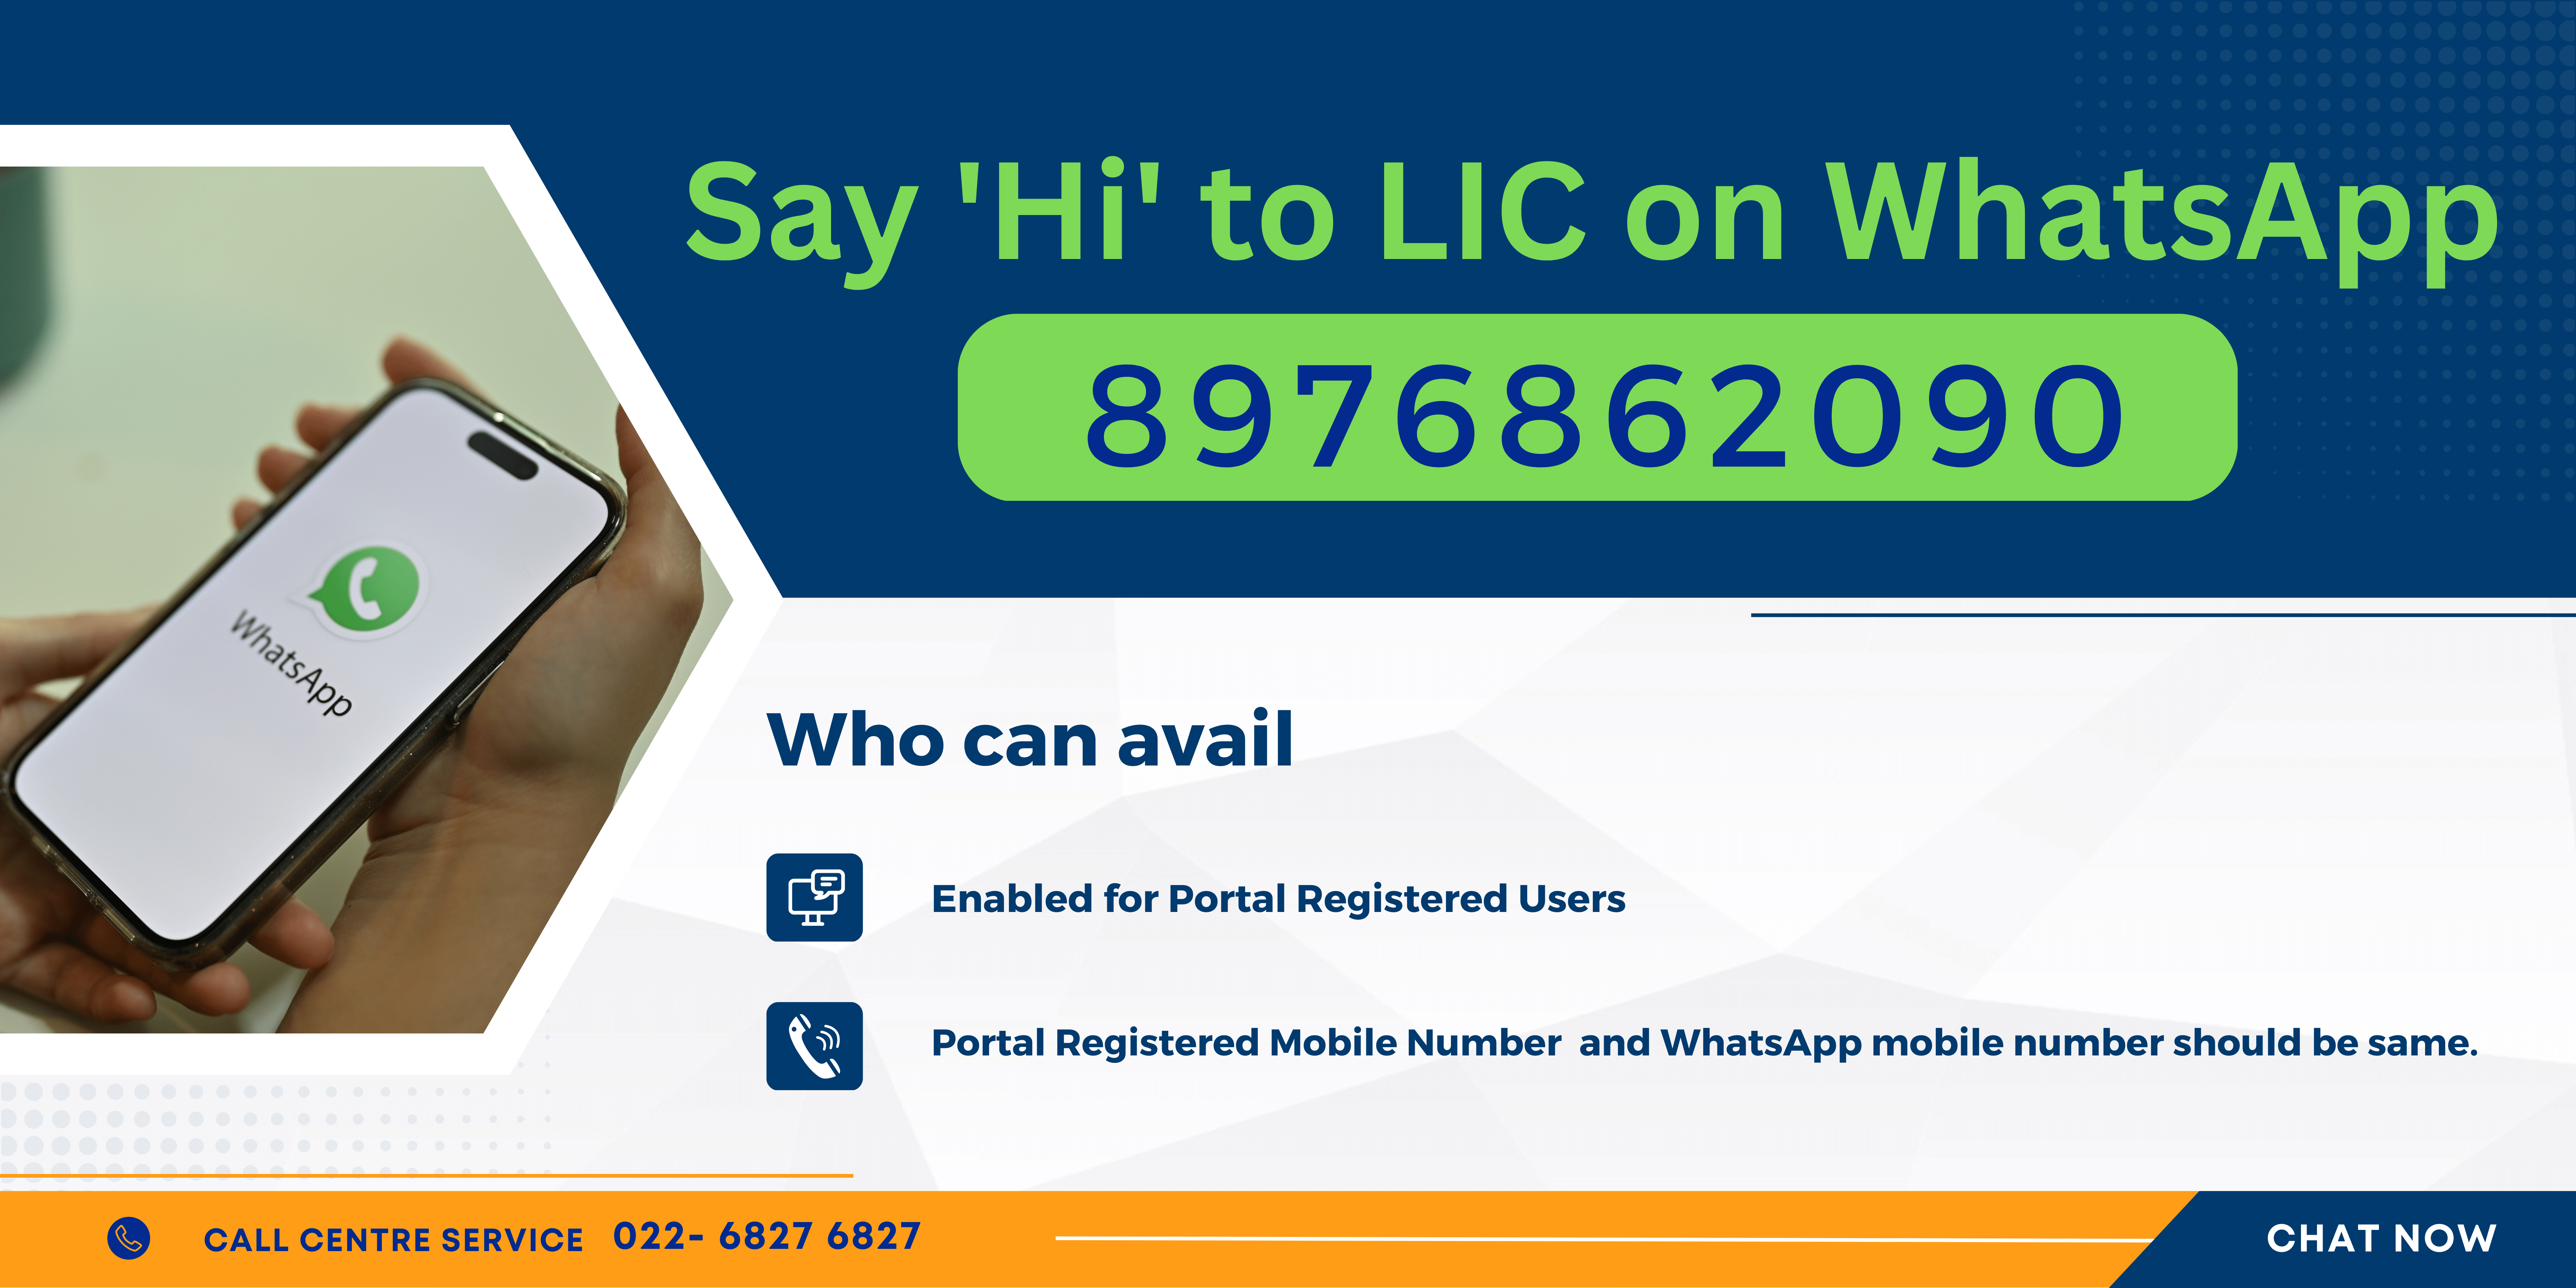 Say 'Hi' to LIC on WhatsApp
8976862090
WhatsApp
Who can avail
Enabled for Portal Registered Users
Portal Registered Mobile Number  and WhatsApp mobile number should be same.
CALL CENTRE SERVICE 022- 6827 6827
CHAT NOW